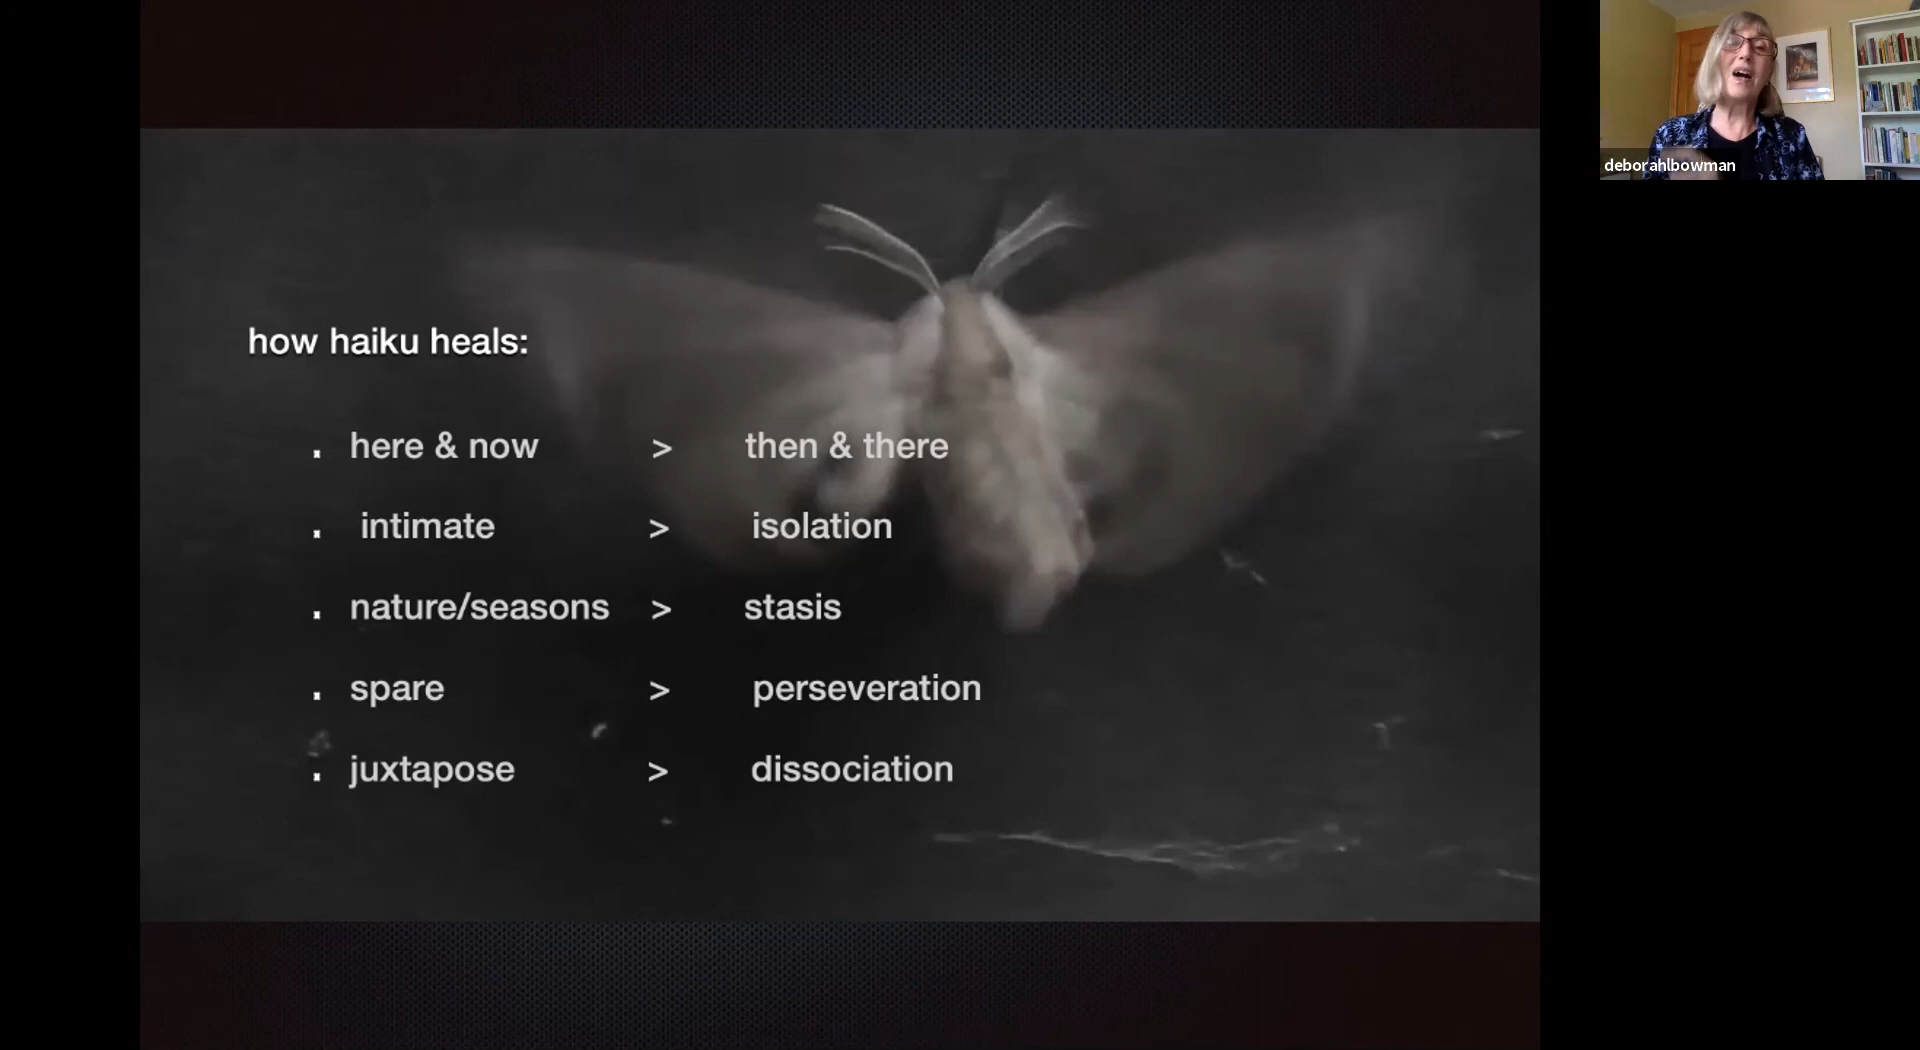 deborahlbowman
how haiku heals:
. here & now > then & there
. intimate > isolation
. nature/seasons > stasis
. spare > perseveration
. juxtapose > dissociation